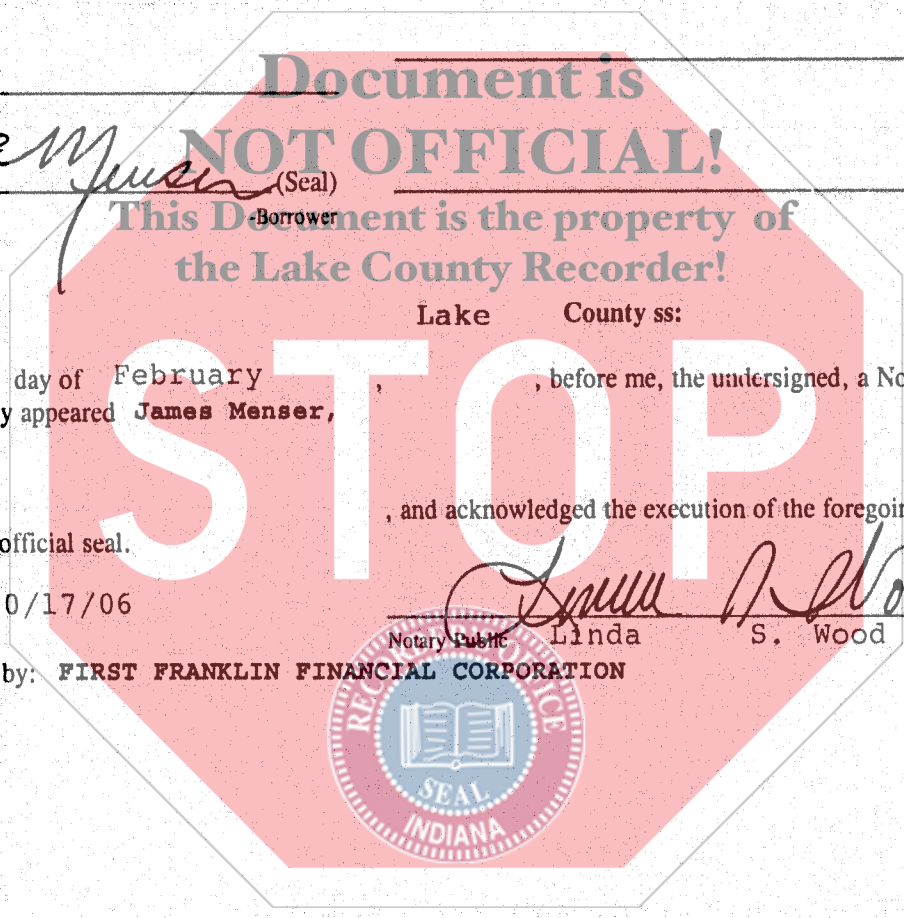 Document is
NOT OFFICIAL!
Menser (Seal)
-Borrower
This Document is the property of
the Lake County Recorder!
Lake County ss:
day of February , , before me, the undersigned, a No
y appeared James Menser,
STOP
, and acknowledged the execution of the foregoin
official seal.
0/17/06
Notary Public Linda S. Wood
by: FIRST FRANKLIN FINANCIAL CORPORATION
RECORDER'S OFFICE
SEAL
INDIANA